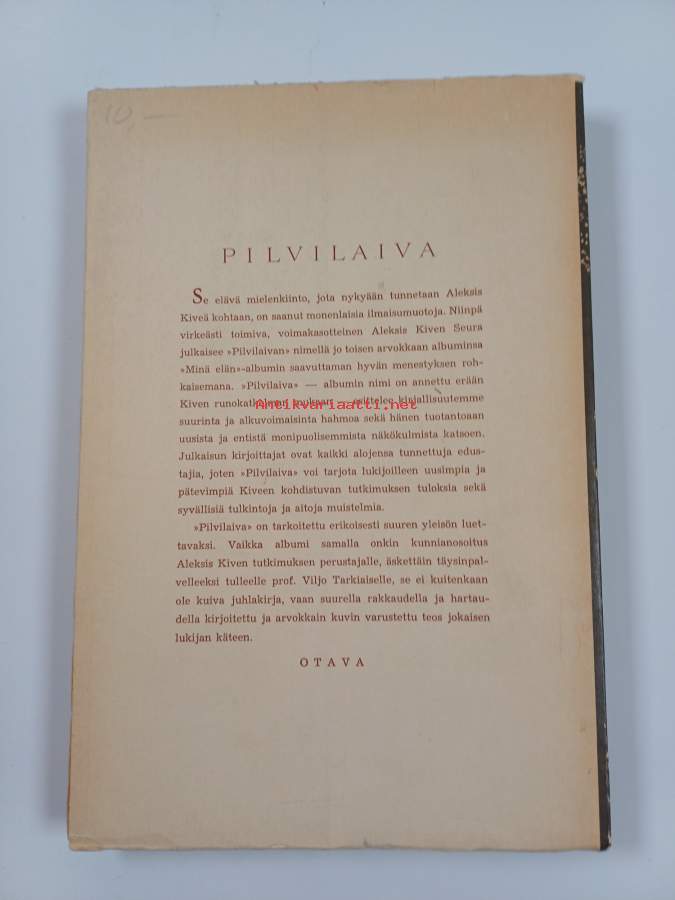 10,—
PILVILAIVA
Se elävä mielenkiinto, jota nykyään tunnetaan Aleksis
Kiveä kohtaan, on saanut monenlaisia ilmaisumuotoja. Niinpä
virkeästi toimiva, voimakasotteinen Aleksis Kiven Seura
julkaisee »Pilvilaivan» nimellä jo toisen arvokkaan albuminsa
»Minä elän»-albumin saavuttaman hyvän menestyksen roh-
kaisemana. »Pilvilaiva» — albumin nimi on annettu erään
Kiven runokatkelman mukaan — esittelee kirjallisuutemme
Antikvariaatti.net
suurinta ja alkuvoimaisinta hahmoa sekä hänen tuotantoaan
uusista ja entistä monipuolisemmista näkökulmista katsoen.
Julkaisun kirjoittajat ovat kaikki alojensa tunnettuja edus-
tajia, joten »Pilvilaiva» voi tarjota lukijoilleen uusimpia ja
pätevimpiä Kiveen kohdistuvan tutkimuksen tuloksia sekä
syvällisiä tulkintoja ja aitoja muistelmia.
»Pilvilaiva» on tarkoitettu erikoisesti suuren yleisön luet-
tavaksi. Vaikka albumi samalla onkin kunnianosoitus
Aleksis Kiven tutkimuksen perustajalle, äskettäin täysinpal-
velleeksi tulleelle prof. Viljo Tarkiaiselle, se ei kuitenkaan
ole kuiva juhlakirja, vaan suurella rakkaudella ja hartau-
della kirjoitettu ja arvokkain kuvin varustettu teos jokaisen
lukijan käteen.
OTAVA